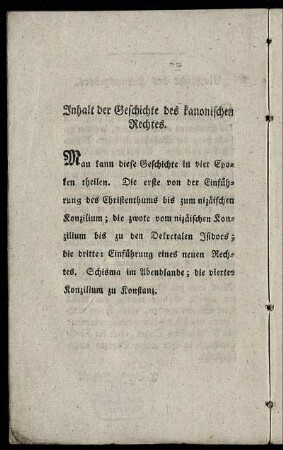 Inhalt der Geschichte des kanonischen
Rechtes.
Man kann diese Geschichte in vier Epo-
ken theilen. Die erste von der Einfüh-
rung des Christenthums bis zum nizäischen
Konzilium; die zwote vom nizäischen Kon-
zilium bis zu den Dekretalen Isidors;
die dritte: Einführung eines neuen Rech-
tes. Schisma im Abendlande; die vierte:
Konzilium zu Konstanz.